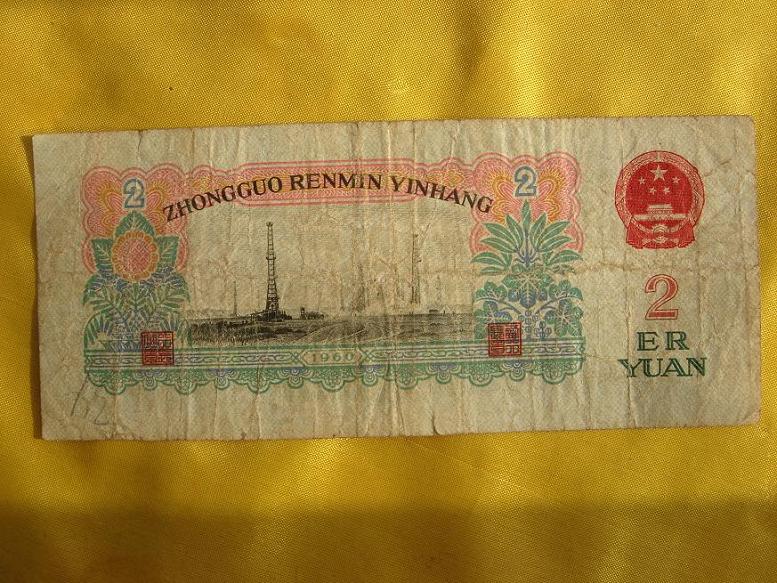 2 2
ZHONGGUO RENMIN YINHANG
1960
2
ER
YUAN